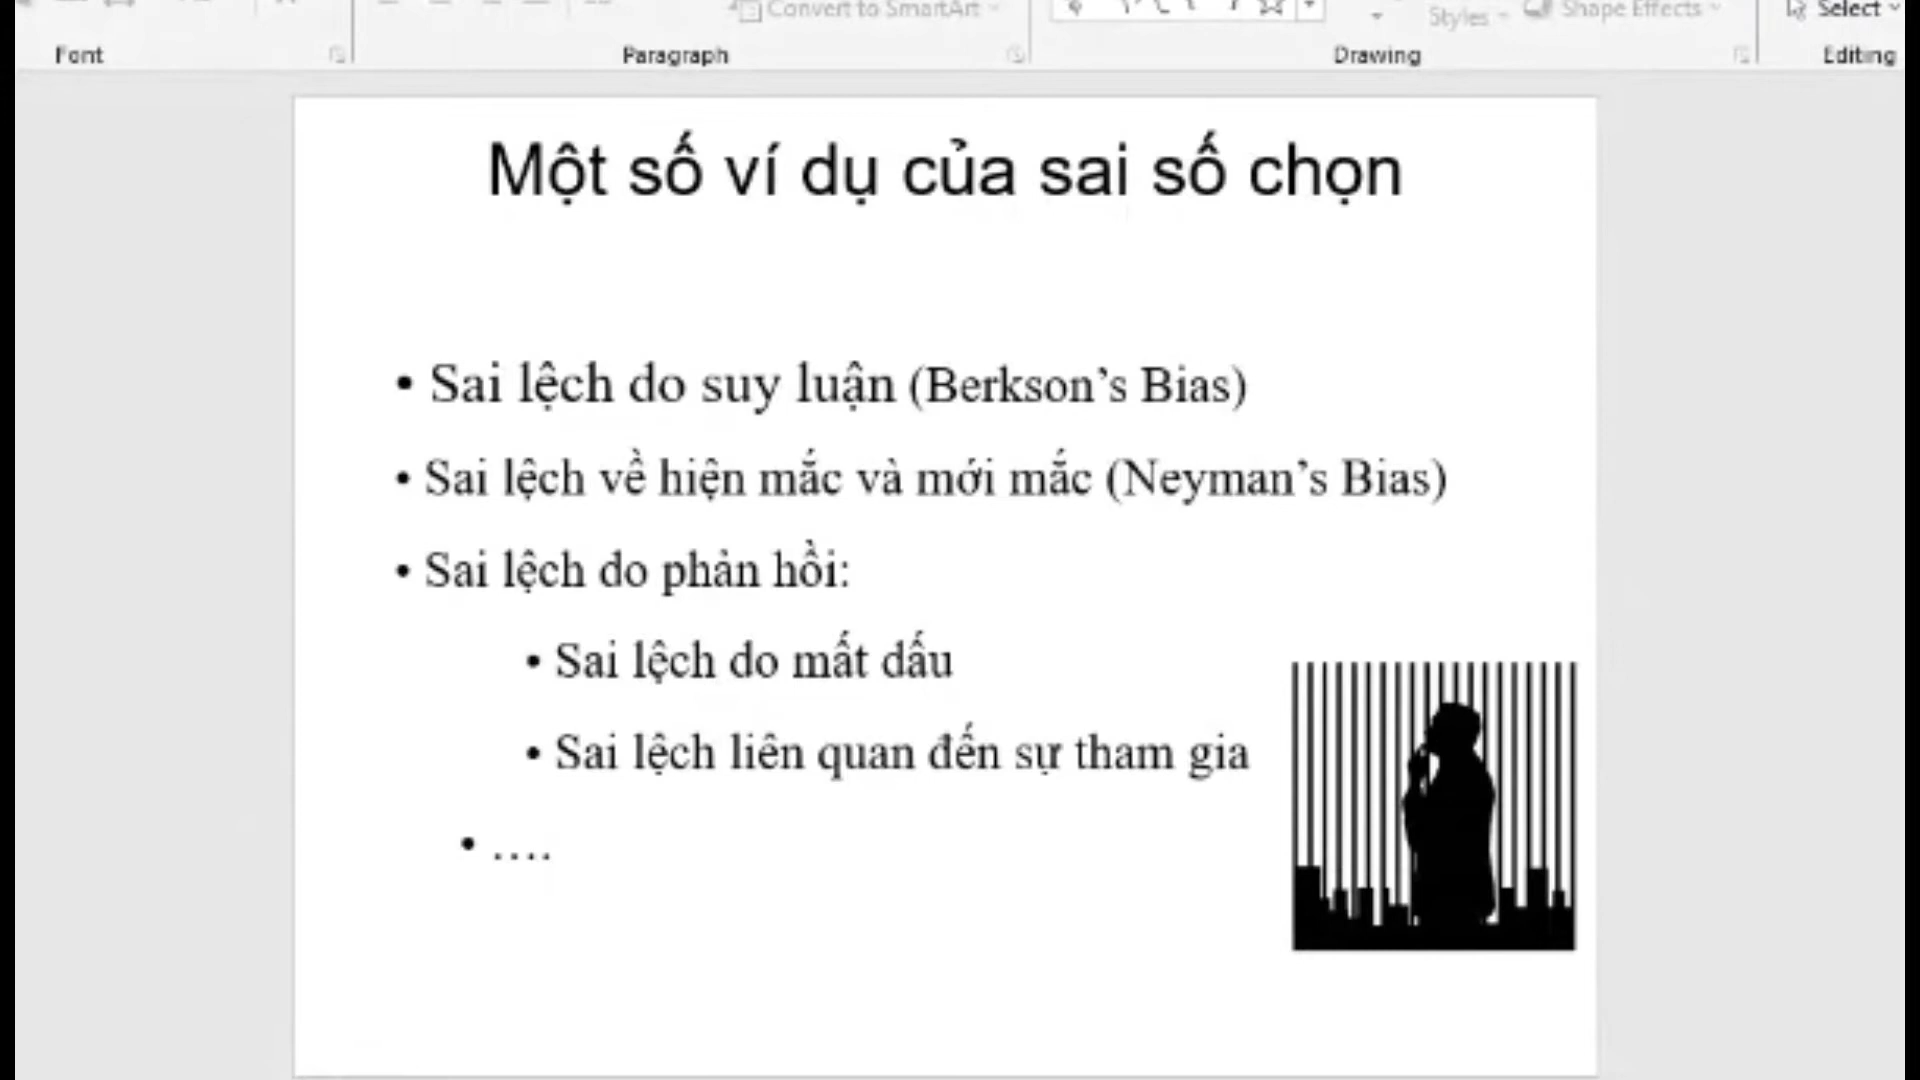 Convert to SmartArt
Styles
Shape Effects
Select
Font
Paragraph
Drawing
Editing
Một số ví dụ của sai số chọn
• Sai lệch do suy luận (Berkson’s Bias)
• Sai lệch về hiện mắc và mới mắc (Neyman’s Bias)
• Sai lệch do phản hồi:
• Sai lệch do mất dấu
• Sai lệch liên quan đến sự tham gia
• ….